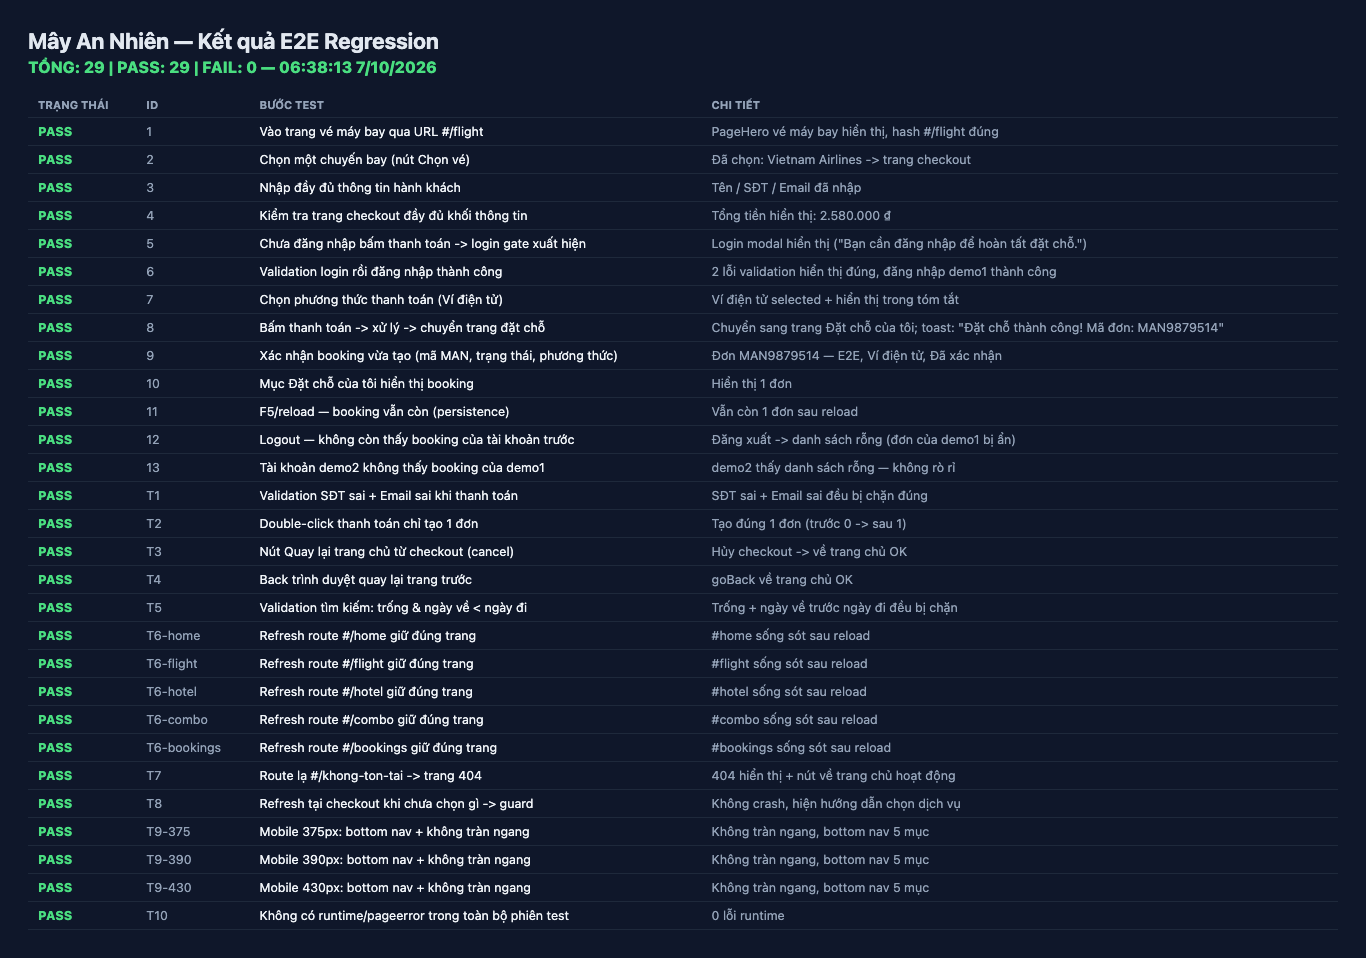 Mây An Nhiên — Kết quả E2E Regression
TỔNG: 29 | PASS: 29 | FAIL: 0 — 06:38:13 7/10/2026
TRẠNG THÁI ID BƯỚC TEST CHI TIẾT
PASS 1 Vào trang vé máy bay qua URL #/flight PageHero vé máy bay hiển thị, hash #/flight đúng
PASS 2 Chọn một chuyến bay (nút Chọn vé) Đã chọn: Vietnam Airlines -> trang checkout
PASS 3 Nhập đầy đủ thông tin hành khách Tên / SĐT / Email đã nhập
PASS 4 Kiểm tra trang checkout đầy đủ khối thông tin Tổng tiền hiển thị: 2.580.000 ₫
PASS 5 Chưa đăng nhập bấm thanh toán -> login gate xuất hiện Login modal hiển thị ("Bạn cần đăng nhập để hoàn tất đặt chỗ.")
PASS 6 Validation login rồi đăng nhập thành công 2 lỗi validation hiển thị đúng, đăng nhập demo1 thành công
PASS 7 Chọn phương thức thanh toán (Ví điện tử) Ví điện tử selected + hiển thị trong tóm tắt
PASS 8 Bấm thanh toán -> xử lý -> chuyển trang đặt chỗ Chuyển sang trang Đặt chỗ của tôi; toast: "Đặt chỗ thành công! Mã đơn: MAN9879514"
PASS 9 Xác nhận booking vừa tạo (mã MAN, trạng thái, phương thức) Đơn MAN9879514 — E2E, Ví điện tử, Đã xác nhận
PASS 10 Mục Đặt chỗ của tôi hiển thị booking Hiển thị 1 đơn
PASS 11 F5/reload — booking vẫn còn (persistence) Vẫn còn 1 đơn sau reload
PASS 12 Logout — không còn thấy booking của tài khoản trước Đăng xuất -> danh sách rỗng (đơn của demo1 bị ẩn)
PASS 13 Tài khoản demo2 không thấy booking của demo1 demo2 thấy danh sách rỗng — không rò rỉ
PASS T1 Validation SĐT sai + Email sai khi thanh toán SĐT sai + Email sai đều bị chặn đúng
PASS T2 Double-click thanh toán chỉ tạo 1 đơn Tạo đúng 1 đơn (trước 0 -> sau 1)
PASS T3 Nút Quay lại trang chủ từ checkout (cancel) Hủy checkout -> về trang chủ OK
PASS T4 Back trình duyệt quay lại trang trước goBack về trang chủ OK
PASS T5 Validation tìm kiếm: trống & ngày về < ngày đi Trống + ngày về trước ngày đi đều bị chặn
PASS T6-home Refresh route #/home giữ đúng trang #home sống sót sau reload
PASS T6-flight Refresh route #/flight giữ đúng trang #flight sống sót sau reload
PASS T6-hotel Refresh route #/hotel giữ đúng trang #hotel sống sót sau reload
PASS T6-combo Refresh route #/combo giữ đúng trang #combo sống sót sau reload
PASS T6-bookings Refresh route #/bookings giữ đúng trang #bookings sống sót sau reload
PASS T7 Route lạ #/khong-ton-tai -> trang 404 404 hiển thị + nút về trang chủ hoạt động
PASS T8 Refresh tại checkout khi chưa chọn gì -> guard Không crash, hiện hướng dẫn chọn dịch vụ
PASS T9-375 Mobile 375px: bottom nav + không tràn ngang Không tràn ngang, bottom nav 5 mục
PASS T9-390 Mobile 390px: bottom nav + không tràn ngang Không tràn ngang, bottom nav 5 mục
PASS T9-430 Mobile 430px: bottom nav + không tràn ngang Không tràn ngang, bottom nav 5 mục
PASS T10 Không có runtime/pageerror trong toàn bộ phiên test 0 lỗi runtime